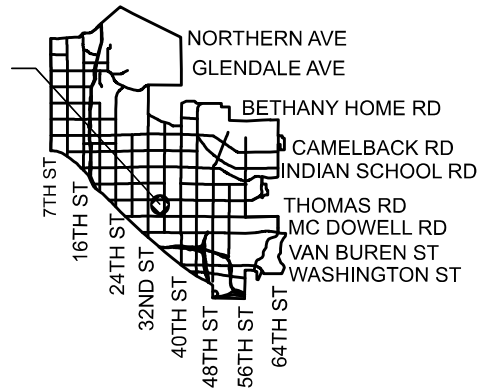 NORTHERN AVE
GLENDALE AVE
BETHANY HOME RD
CAMELBACK RD
INDIAN SCHOOL RD
THOMAS RD
MC DOWELL RD
VAN BUREN ST
WASHINGTON ST
7TH ST
16TH ST
24TH ST
32ND ST
40TH ST
48TH ST
56TH ST
64TH ST